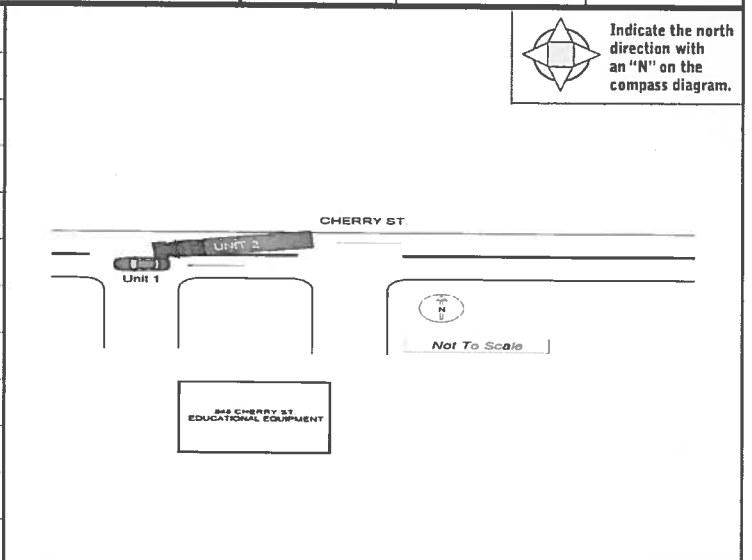 Indicate the north
direction with
an "N" on the
compass diagram.
CHERRY ST.
UNIT 2
Unit 1
N
Not To Scale
CHERRY ST.
EDUCATIONAL EQUIPMENT